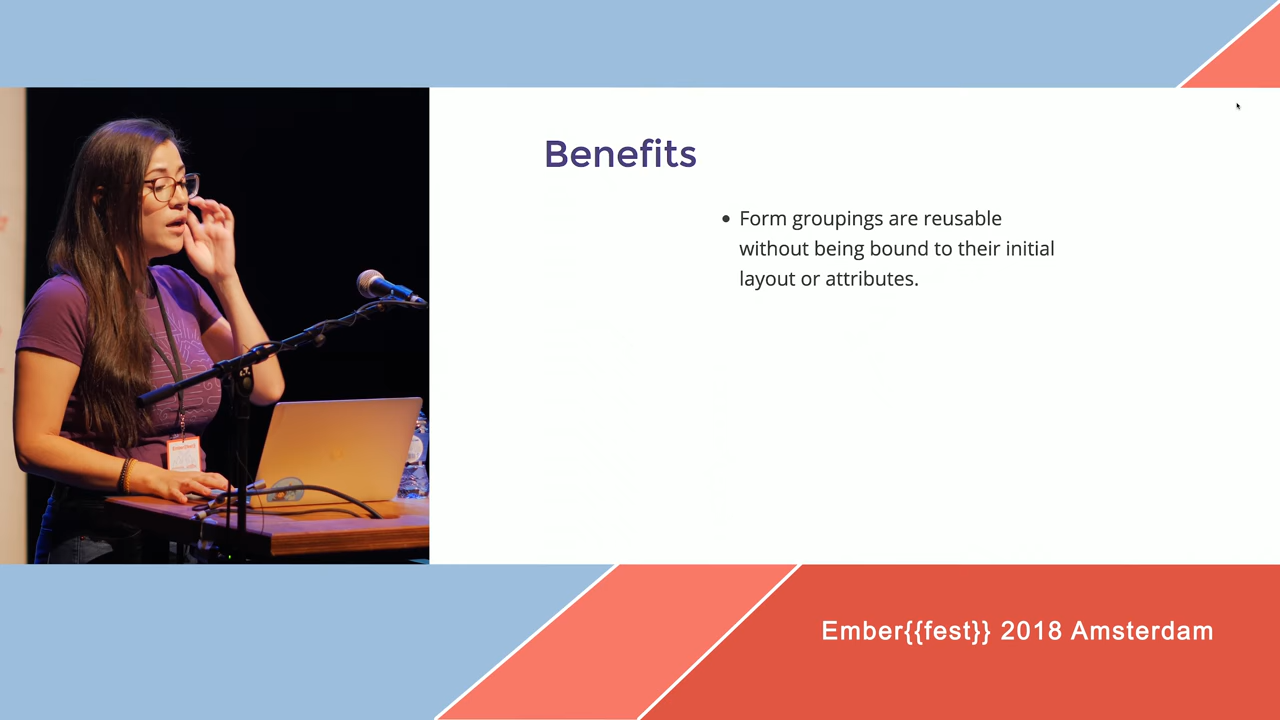 Benefits
• Form groupings are reusable
without being bound to their initial
layout or attributes.
Ember{{fest}} 2018 Amsterdam